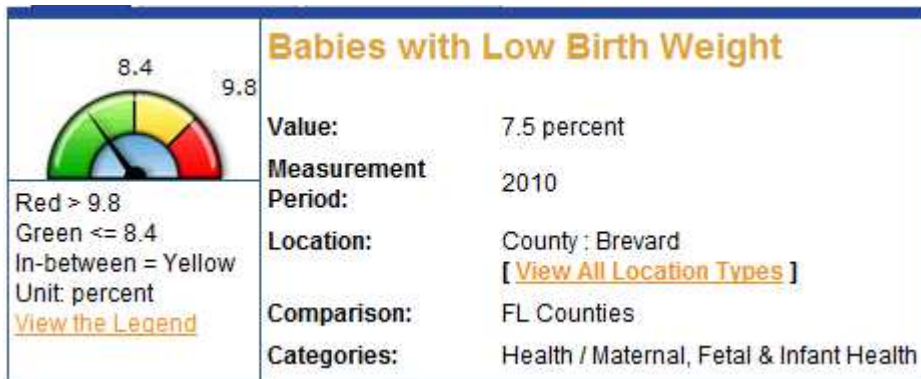 Babies with Low Birth Weight
8.4
9.8
Red > 9.8
Green <= 8.4
In-between = Yellow
Unit: percent
View the Legend
Value: 7.5 percent
Measurement Period: 2010
Location: County : Brevard
[ View All Location Types ]
Comparison: FL Counties
Categories: Health / Maternal, Fetal & Infant Health